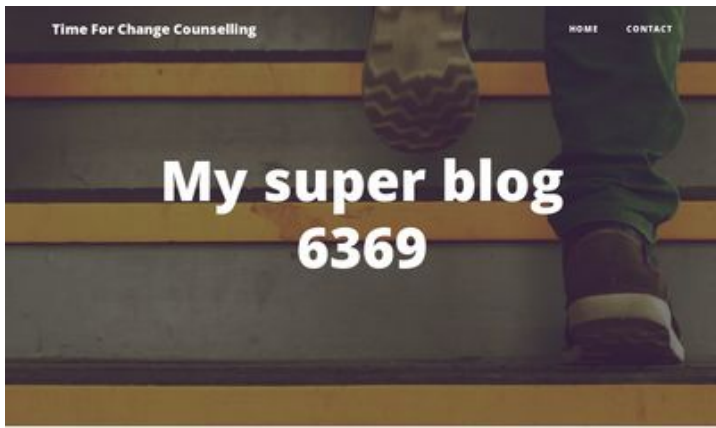 Time For Change Counselling
HOME CONTACT
My super blog
6369